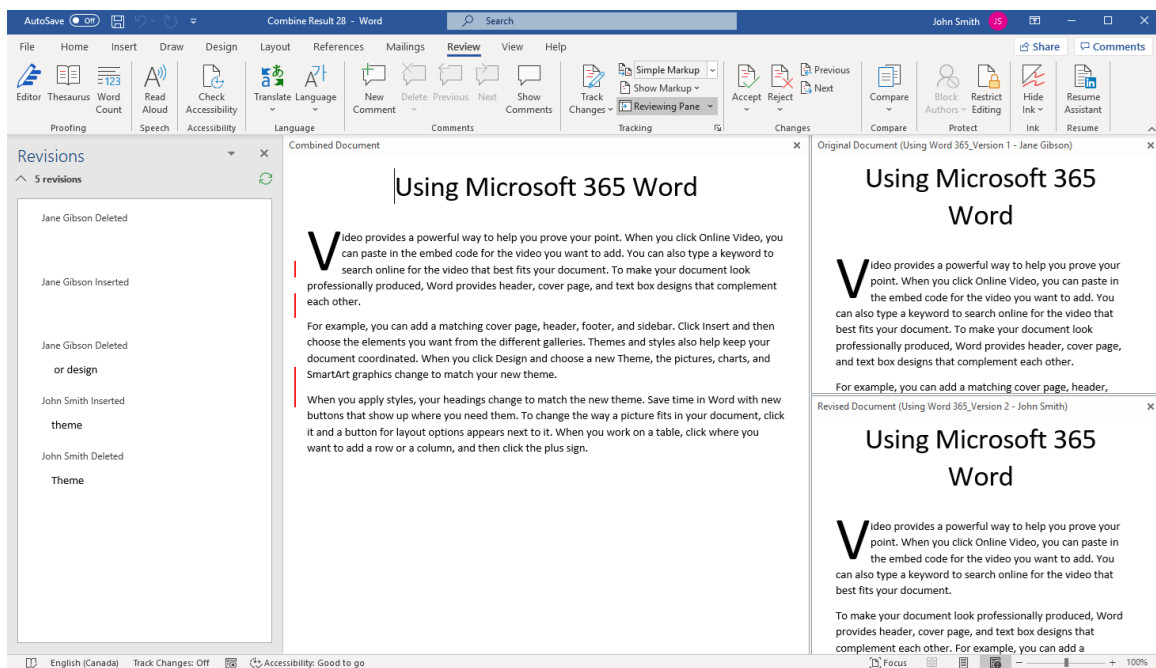 AutoSave Off Combine Result 28 - Word Search John Smith JS
File Home Insert Draw Design Layout References Mailings Review View Help Share Comments
Editor Thesaurus Word Count Read Aloud Check Accessibility Translate Language New Comment Delete Previous Next Show Comments Track Changes Simple Markup Show Markup Reviewing Pane Accept Reject Previous Next Compare Block Authors Restrict Editing Hide Ink Resume Assistant
Proofing Speech Accessibility Language Comments Tracking Changes Compare Protect Ink Resume
Revisions
5 revisions
Jane Gibson Deleted
Jane Gibson Inserted
Jane Gibson Deleted
or design
John Smith Inserted
theme
John Smith Deleted
Theme
Combined Document
Using Microsoft 365 Word
Video provides a powerful way to help you prove your point. When you click Online Video, you
can paste in the embed code for the video you want to add. You can also type a keyword to
search online for the video that best fits your document. To make your document look
professionally produced, Word provides header, cover page, and text box designs that complement
each other.
For example, you can add a matching cover page, header, footer, and sidebar. Click Insert and then
choose the elements you want from the different galleries. Themes and styles also help keep your
document coordinated. When you click Design and choose a new Theme, the pictures, charts, and
SmartArt graphics change to match your new theme.
When you apply styles, your headings change to match the new theme. Save time in Word with new
buttons that show up where you need them. To change the way a picture fits in your document, click
it and a button for layout options appears next to it. When you work on a table, click where you
want to add a row or a column, and then click the plus sign.
Original Document (Using Word 365_Version 1 - Jane Gibson)
Using Microsoft 365
Word
Video provides a powerful way to help you prove your
point. When you click Online Video, you can paste in
the embed code for the video you want to add. You
can also type a keyword to search online for the video that
best fits your document. To make your document look
professionally produced, Word provides header, cover page,
and text box designs that complement each other.
For example, you can add a matching cover page, header,
Revised Document (Using Word 365_Version 2 - John Smith)
Using Microsoft 365
Word
Video provides a powerful way to help you prove your
point. When you click Online Video, you can paste in
the embed code for the video you want to add. You
can also type a keyword to search online for the video that
best fits your document.
To make your document look professionally produced, Word
provides header, cover page, and text box designs that
complement each other. For example, you can add a
English (Canada) Track Changes: Off Accessibility: Good to go Focus 100%